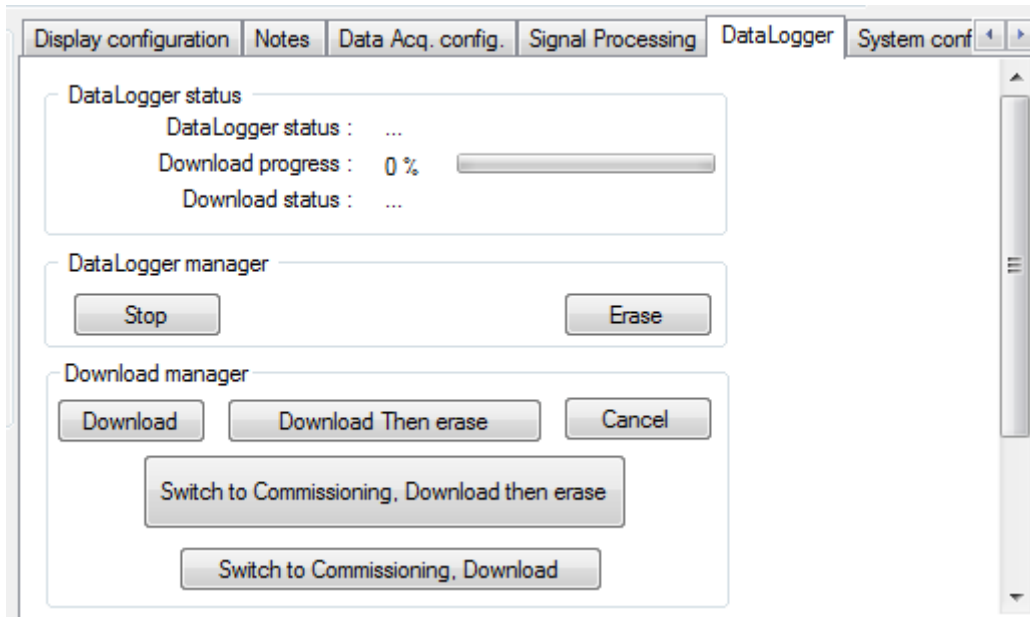 Display configuration Notes Data Acq. config. Signal Processing DataLogger System conf
DataLogger status
DataLogger status : ...
Download progress : 0 %
Download status : ...
DataLogger manager
Stop Erase
Download manager
Download Download Then erase Cancel
Switch to Commissioning, Download then erase
Switch to Commissioning, Download